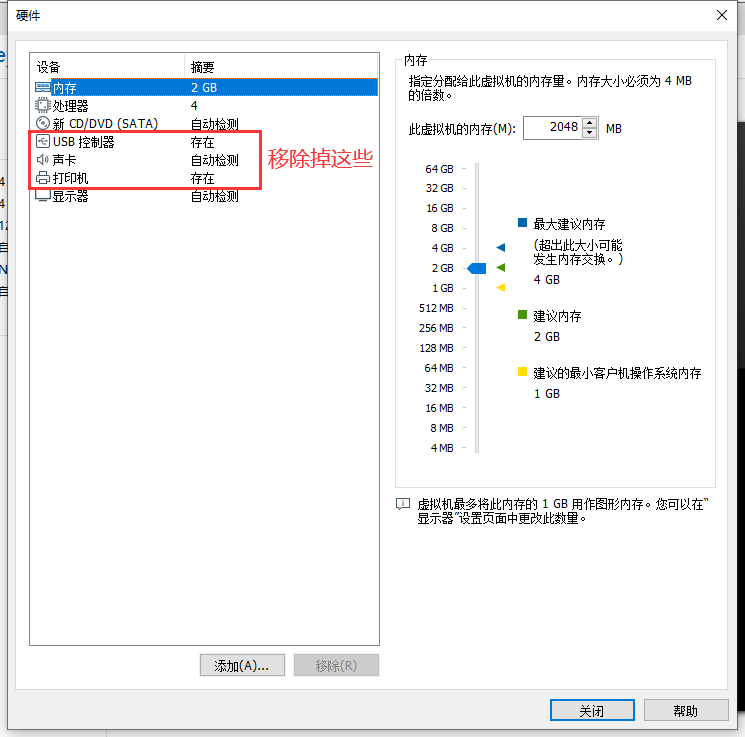 硬件
设备 摘要
内存 2 GB
处理器 4
新 CD/DVD (SATA) 自动检测
USB 控制器 存在
声卡 自动检测
打印机 存在
显示器 自动检测
移除掉这些
添加(A)... 移除(R)
内存
指定分配给此虚拟机的内存量。内存大小必须为 4 MB
的倍数。
此虚拟机的内存(M): 2048 MB
64 GB
32 GB
16 GB
8 GB
4 GB
2 GB
1 GB
512 MB
256 MB
128 MB
64 MB
32 MB
16 MB
8 MB
4 MB
最大建议内存
(超出此大小可能
发生内存交换。)
4 GB
建议内存
2 GB
建议的最小客户机操作系统内存
1 GB
虚拟机最多将此内存的 1 GB 用作图形内存。您可以在“
显示器”设置页面中更改此数量。
关闭 帮助